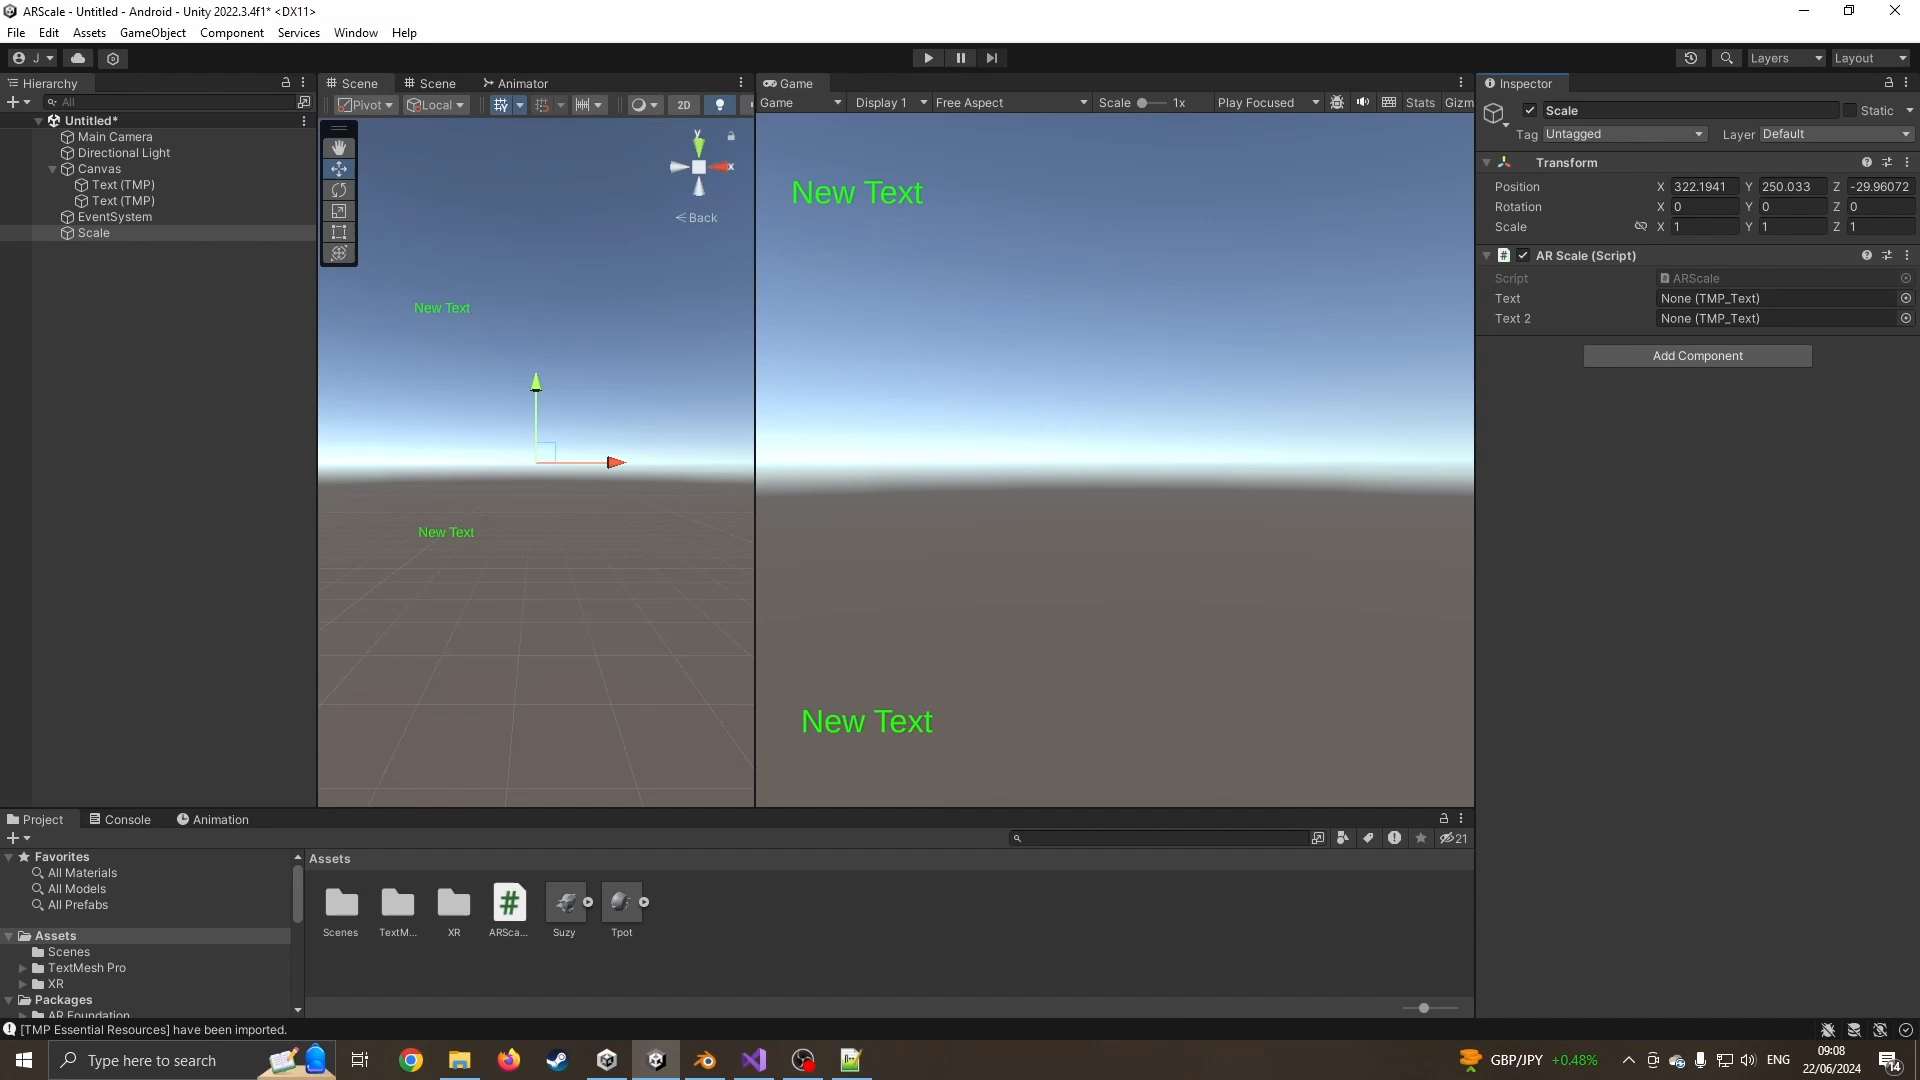 ARScale - Untitled - Android - Unity 2022.3.4f1* <DX11>
File Edit Assets GameObject Component Services Window Help
J Layers Layout
Hierarchy
All
Untitled*
Main Camera
Directional Light
Canvas
Text (TMP)
Text (TMP)
EventSystem
Scale
Scene Scene Animator
Pivot Local 2D
y
x
Back
New Text
New Text
Game
Game Display 1 Free Aspect Scale 1x Play Focused Stats Gizm
New Text
New Text
Inspector
Scale Static
Tag Untagged Layer Default
Transform
Position X 322.1941 Y 250.033 Z -29.96072
Rotation X 0 Y 0 Z 0
Scale X 1 Y 1 Z 1
# AR Scale (Script)
Script ARScale
Text None (TMP_Text)
Text 2 None (TMP_Text)
Add Component
Project Console Animation
21
Favorites
All Materials
All Models
All Prefabs
Assets
Scenes
TextMesh Pro
XR
Packages
AR Foundation
Assets
Scenes TextM... XR ARSca... Suzy Tpot
[TMP Essential Resources] have been imported.
Type here to search
GBP/JPY +0.48% ENG
09:08
22/06/2024
14